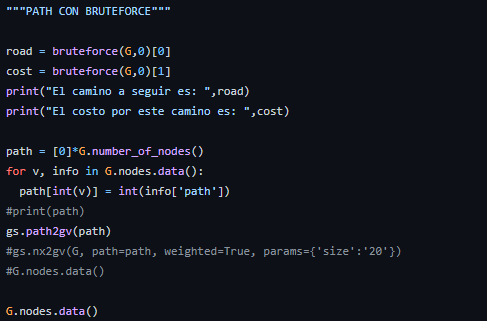 """PATH CON BRUTEFORCE"""
road = bruteforce(G,0)[0]
cost = bruteforce(G,0)[1]
print("El camino a seguir es: ",road)
print("El costo por este camino es: ",cost)
path = [0]*G.number_of_nodes()
for v, info in G.nodes.data():
  path[int(v)] = int(info['path'])
#print(path)
gs.path2gv(path)
#gs.nx2gv(G, path=path, weighted=True, params={'size':'20'})
#G.nodes.data()
G.nodes.data()